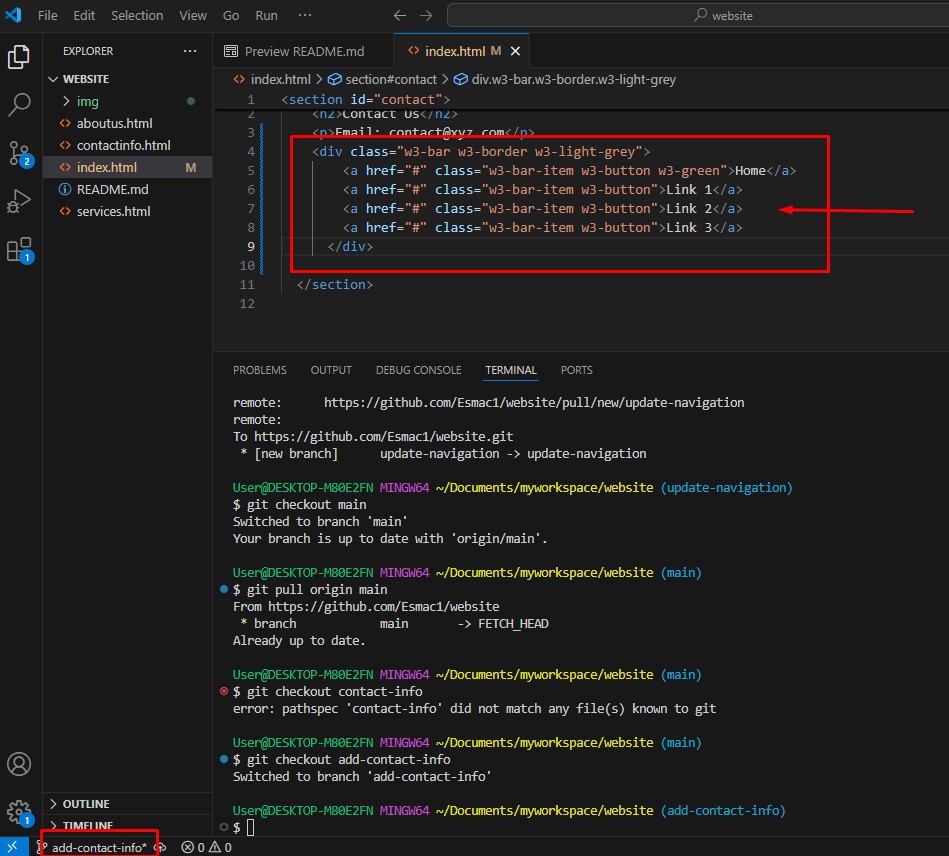 File Edit Selection View Go Run ··· website
EXPLORER ···
WEBSITE
img
aboutus.html
contactinfo.html
index.html M
README.md
services.html
OUTLINE
TIMELINE
Preview README.md index.html M
index.html > section#contact > div.w3-bar.w3-border.w3-light-grey
1 <section id="contact">
2 <h2>Contact Us</h2>
3 <p>Email: contact@xyz.com</p>
4 <div class="w3-bar w3-border w3-light-grey">
5 <a href="#" class="w3-bar-item w3-button w3-green">Home</a>
6 <a href="#" class="w3-bar-item w3-button">Link 1</a>
7 <a href="#" class="w3-bar-item w3-button">Link 2</a>
8 <a href="#" class="w3-bar-item w3-button">Link 3</a>
9 </div>
10
11 </section>
12
PROBLEMS OUTPUT DEBUG CONSOLE TERMINAL PORTS
remote: https://github.com/Esmac1/website/pull/new/update-navigation
remote:
To https://github.com/Esmac1/website.git
* [new branch] update-navigation -> update-navigation
User@DESKTOP-M80E2FN MINGW64 ~/Documents/myworkspace/website (update-navigation)
$ git checkout main
Switched to branch 'main'
Your branch is up to date with 'origin/main'.
User@DESKTOP-M80E2FN MINGW64 ~/Documents/myworkspace/website (main)
$ git pull origin main
From https://github.com/Esmac1/website
* branch main -> FETCH_HEAD
Already up to date.
User@DESKTOP-M80E2FN MINGW64 ~/Documents/myworkspace/website (main)
$ git checkout contact-info
error: pathspec 'contact-info' did not match any file(s) known to git
User@DESKTOP-M80E2FN MINGW64 ~/Documents/myworkspace/website (main)
$ git checkout add-contact-info
Switched to branch 'add-contact-info'
User@DESKTOP-M80E2FN MINGW64 ~/Documents/myworkspace/website (add-contact-info)
$
2
1
1
add-contact-info* 0 0